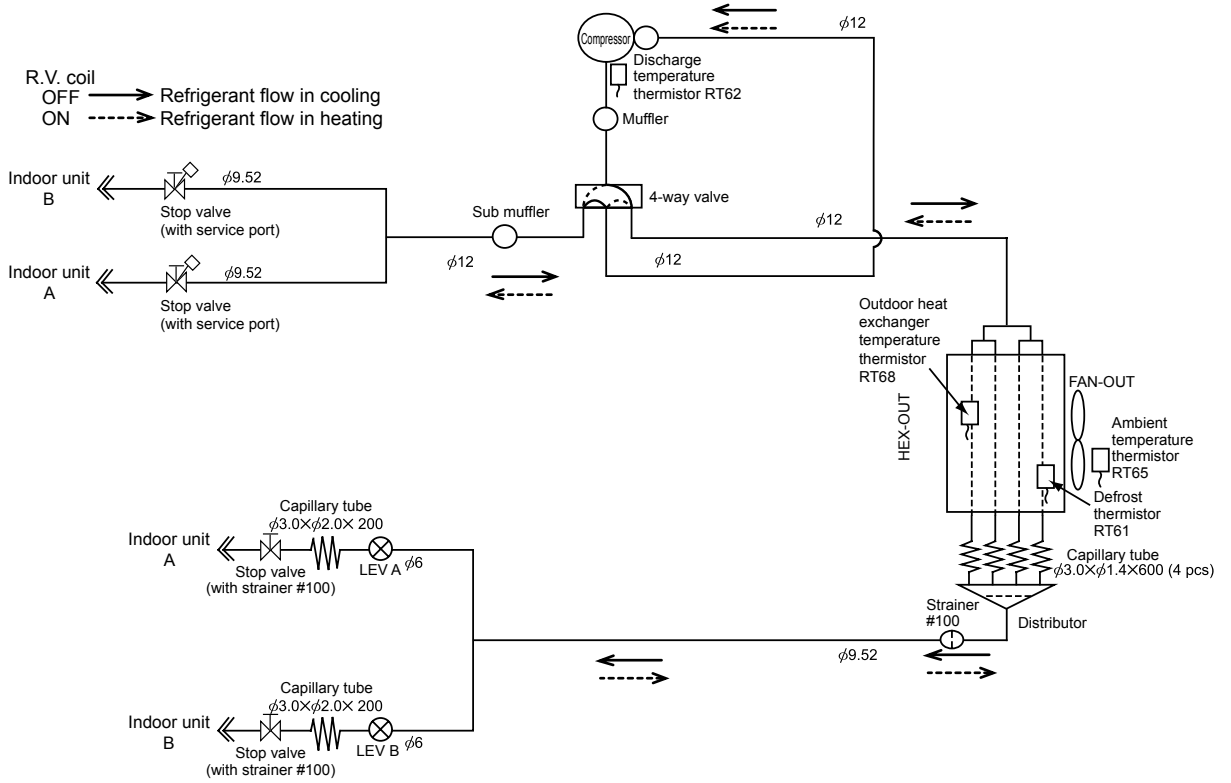 R.V. coil
OFF Refrigerant flow in cooling
ON Refrigerant flow in heating
Compressor
ϕ12
Discharge
temperature
thermistor RT62
Muffler
4-way valve
Indoor unit
B
ϕ9.52
Stop valve
(with service port)
Sub muffler
ϕ12
ϕ12
ϕ12
Indoor unit
A
ϕ9.52
Stop valve
(with service port)
Outdoor heat
exchanger
temperature
thermistor
RT68
HEX-OUT
FAN-OUT
Ambient
temperature
thermistor
RT65
Defrost
thermistor
RT61
Capillary tube
ϕ3.0×ϕ1.4×600 (4 pcs)
Distributor
Strainer
#100
ϕ9.52
Capillary tube
ϕ3.0×ϕ2.0× 200
Indoor unit
A
LEV A ϕ6
Stop valve
(with strainer #100)
Capillary tube
ϕ3.0×ϕ2.0× 200
Indoor unit
B
LEV B ϕ6
Stop valve
(with strainer #100)